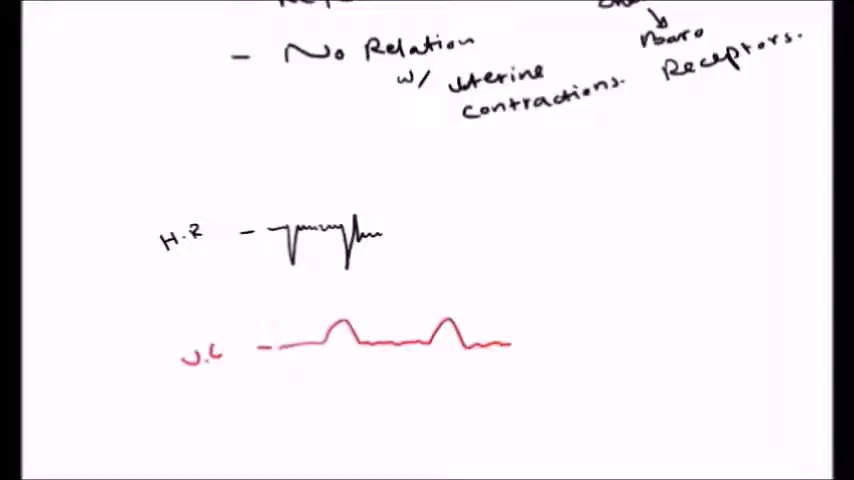 - No Relation
w/ uterine
contractions.
baro
Receptors.
H.R -
U.C -